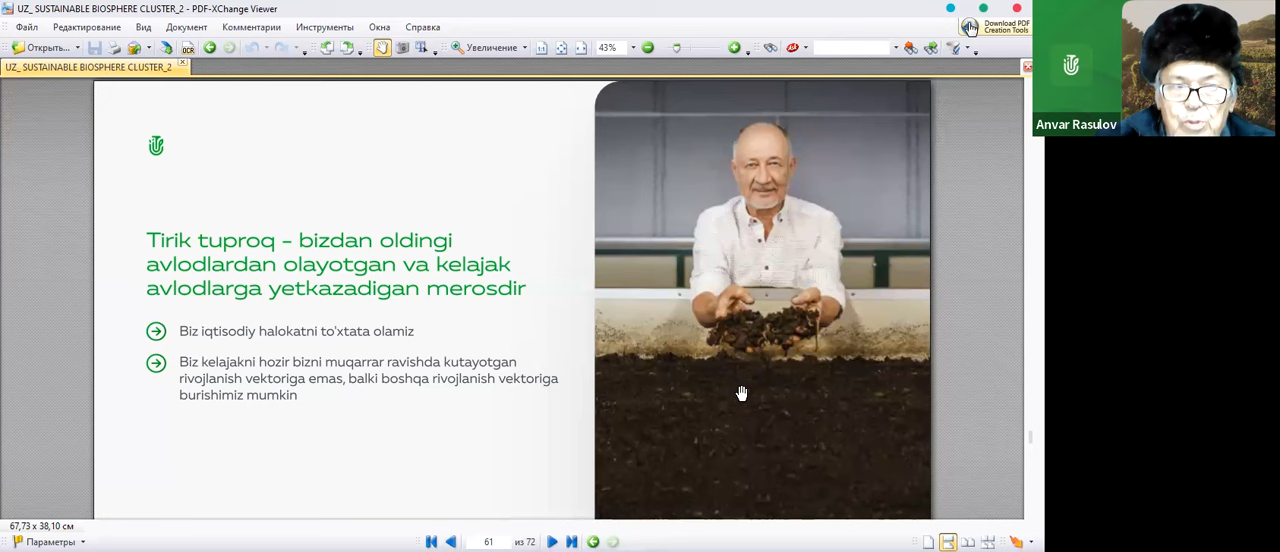 UZ_ SUSTAINABLE BIOSPHERE CLUSTER_2 - PDF-XChange Viewer
Файл Редактирование Вид Документ Комментарии Инструменты Окна Справка
Download PDF
Creation Tools
Открыть... OCR Увеличение 43%
UZ_ SUSTAINABLE BIOSPHERE CLUSTER_2
Anvar Rasulov
Tirik tuproq - bizdan oldingi
avlodlardan olayotgan va kelajak
avlodlarga yetkazadigan merosdir
Biz iqtisodiy halokatni to'xtata olamiz
Biz kelajakni hozir bizni muqarrar ravishda kutayotgan
rivojlanish vektoriga emas, balki boshqa rivojlanish vektoriga
burishimiz mumkin
67,73 x 38,10 см
Параметры 61 из 72